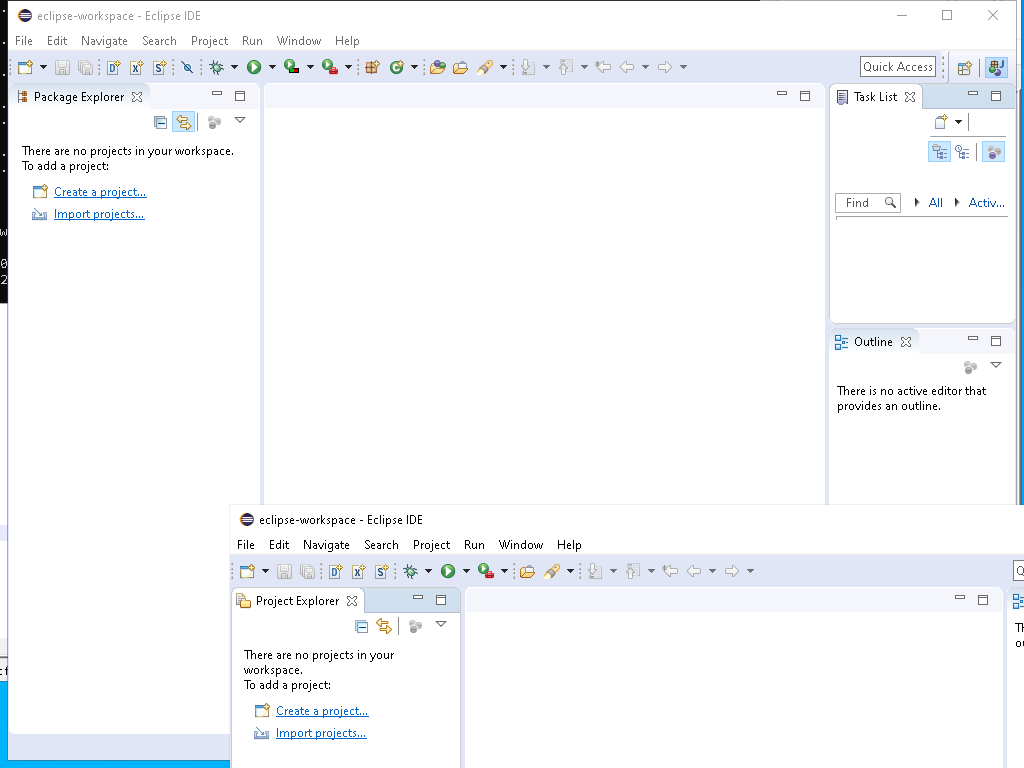 eclipse-workspace - Eclipse IDE
File Edit Navigate Search Project Run Window Help
Quick Access
Package Explorer
There are no projects in your workspace.
To add a project:
Create a project...
Import projects...
Task List
Find All Activ...
Outline
There is no active editor that
provides an outline.
eclipse-workspace - Eclipse IDE
File Edit Navigate Search Project Run Window Help
Project Explorer
There are no projects in your
workspace.
To add a project:
Create a project...
Import projects...